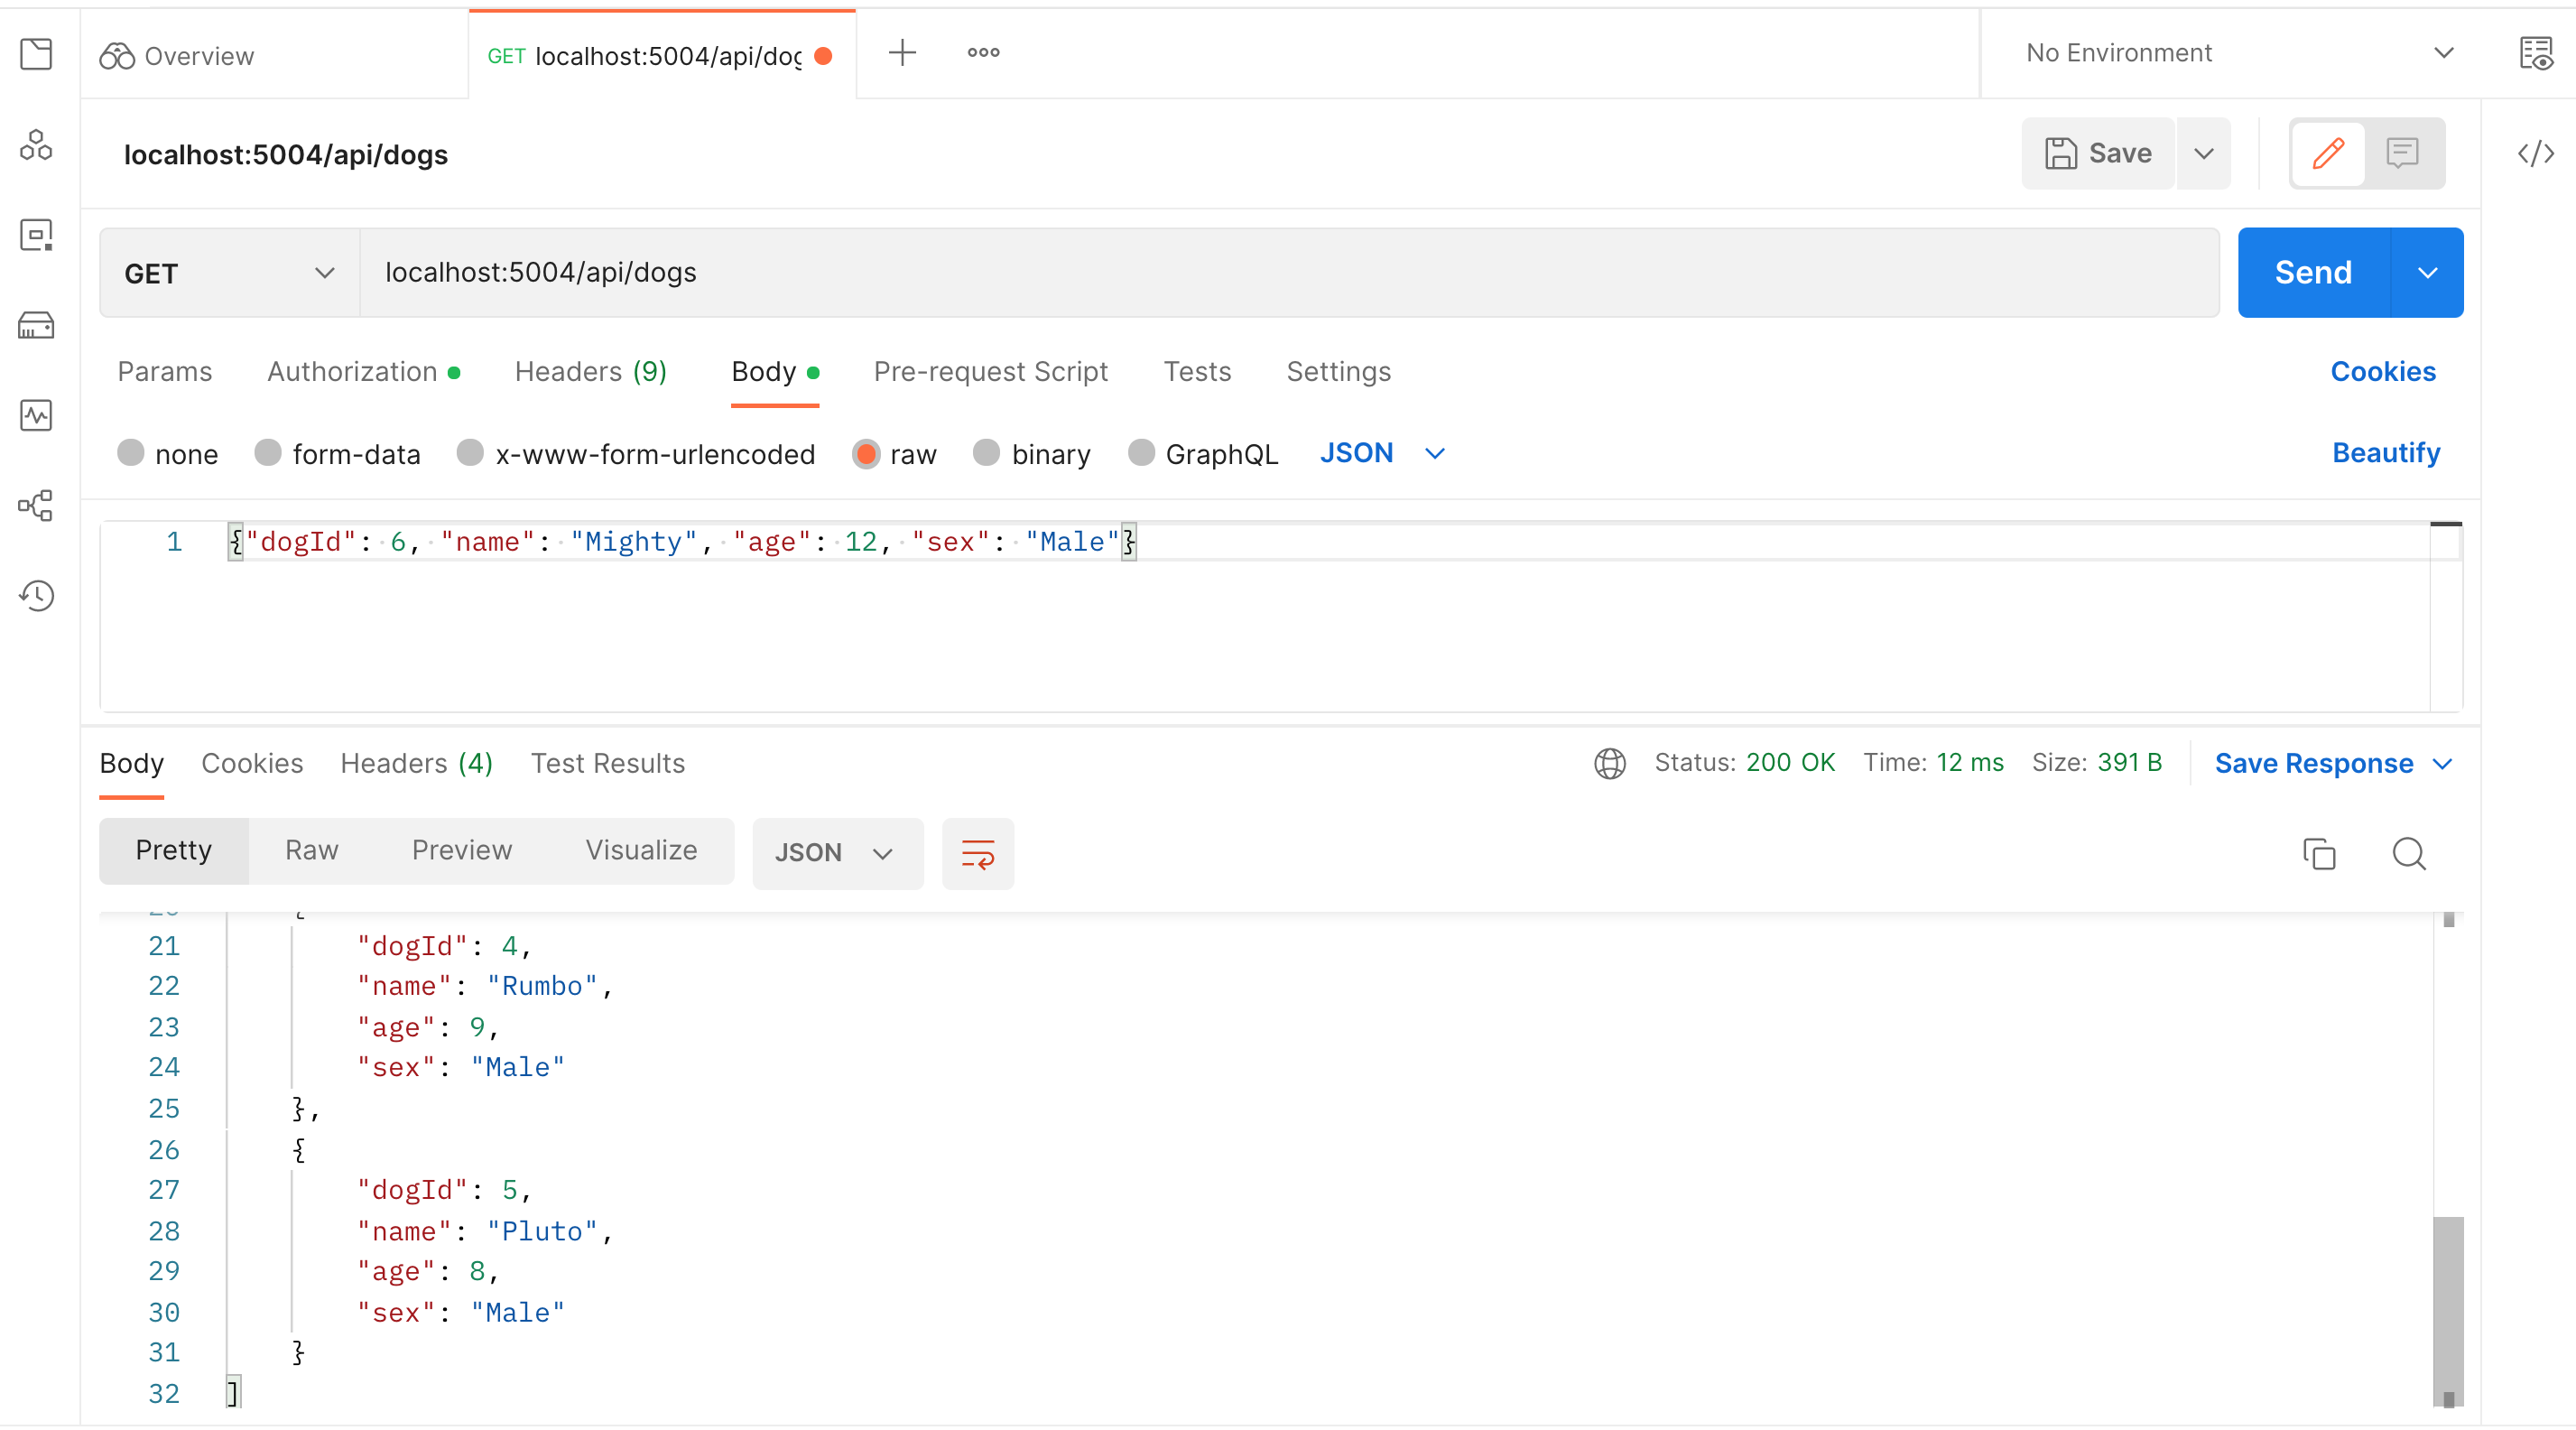 Overview
GET localhost:5004/api/dog
No Environment
localhost:5004/api/dogs
Save
GET localhost:5004/api/dogs
Send
Params Authorization Headers (9) Body Pre-request Script Tests Settings Cookies
none form-data x-www-form-urlencoded raw binary GraphQL JSON Beautify
1 {"dogId": 6, "name": "Mighty", "age": 12, "sex": "Male"}
Body Cookies Headers (4) Test Results Status: 200 OK Time: 12 ms Size: 391 B Save Response
Pretty Raw Preview Visualize JSON
20 {
21 "dogId": 4,
22 "name": "Rumbo",
23 "age": 9,
24 "sex": "Male"
25 },
26 {
27 "dogId": 5,
28 "name": "Pluto",
29 "age": 8,
30 "sex": "Male"
31 }
32 ]